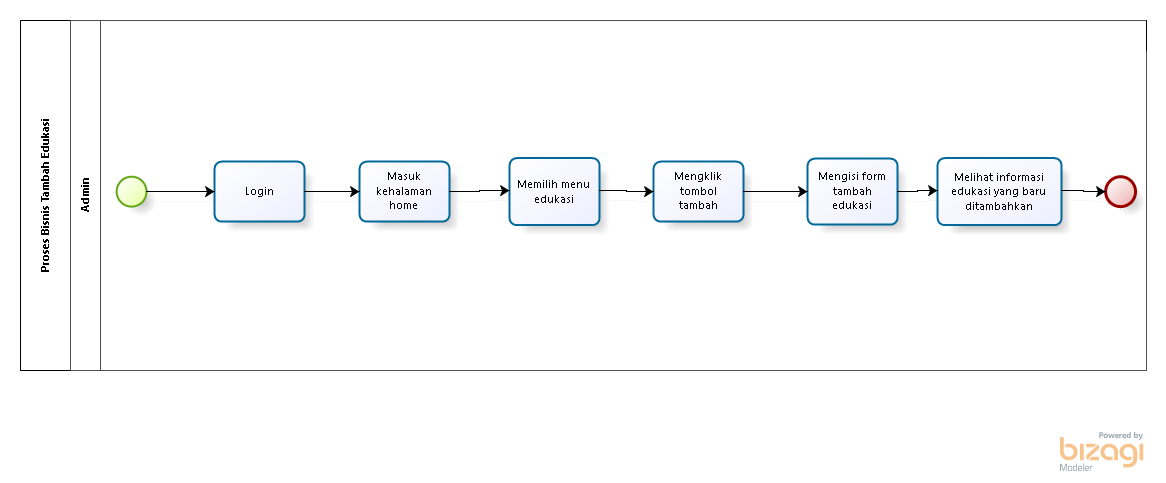 Proses Bisnis Tambah Edukasi
Admin
Login
Masuk
kehalaman
home
Memilih menu
edukasi
Mengklik
tombol
tambah
Mengisi form
tambah
edukasi
Melihat informasi
edukasi yang baru
ditambahkan
Powered by
bizagi
Modeler